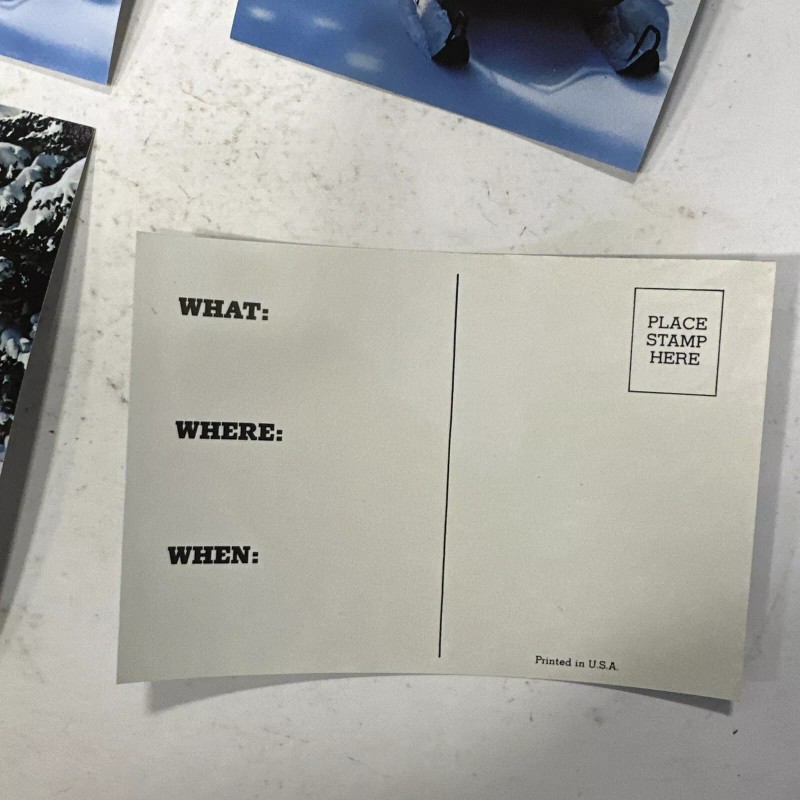 WHAT:
WHERE:
WHEN:
PLACE
STAMP
HERE
Printed in U.S.A.